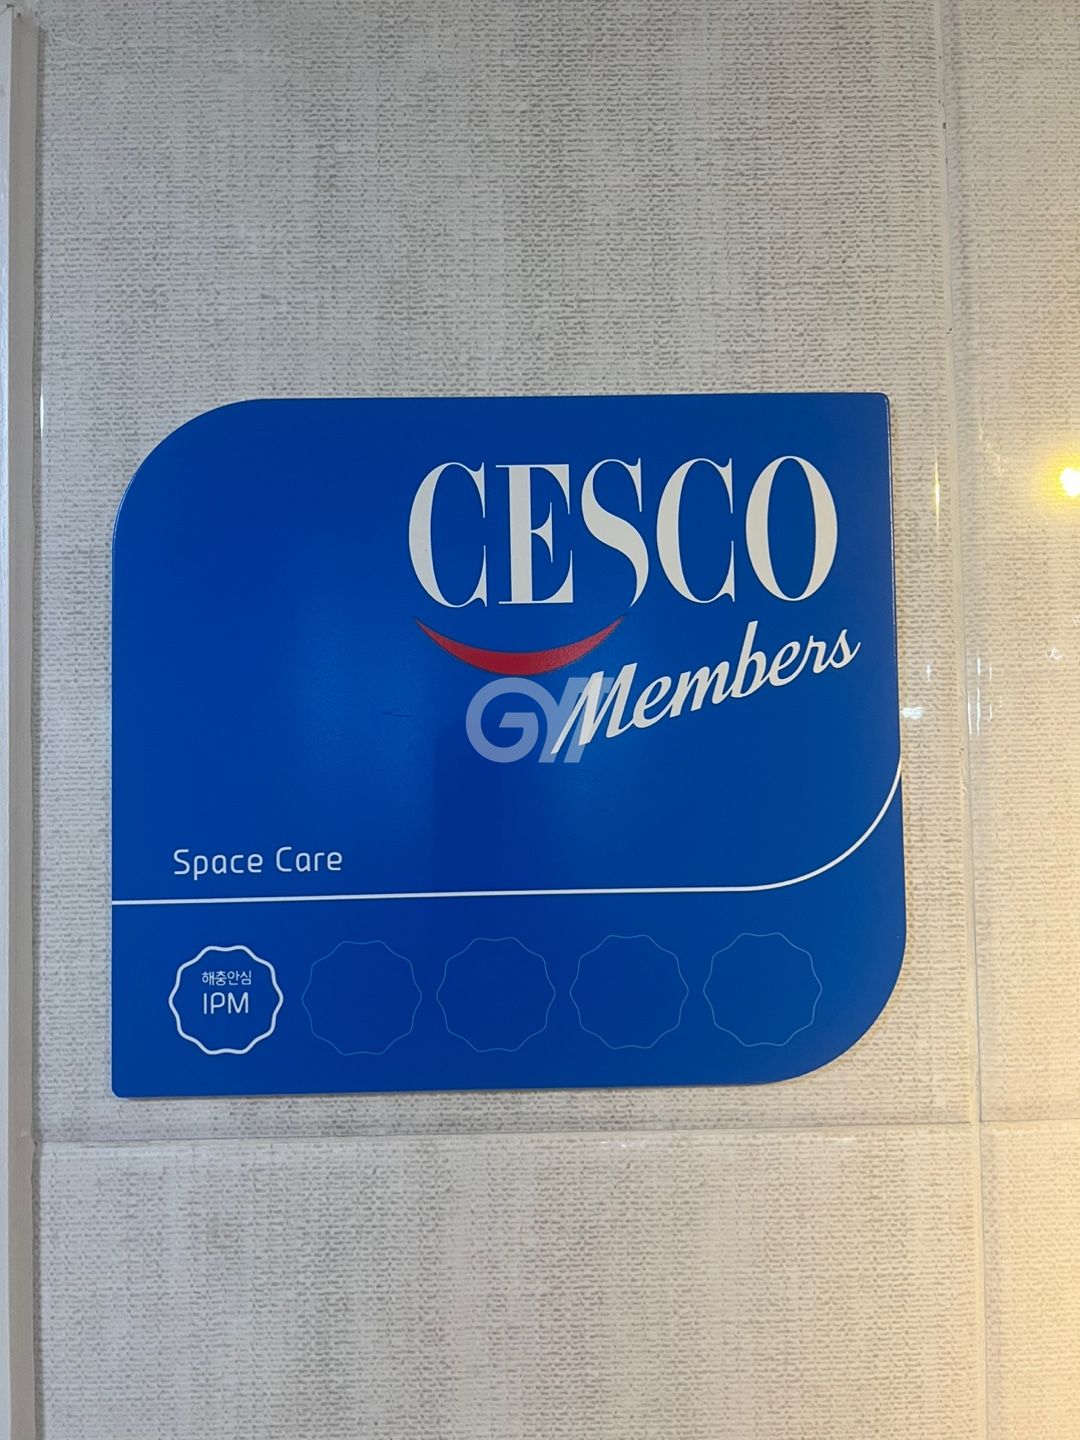 CESCO
Members
Space Care
해충안심
IPM